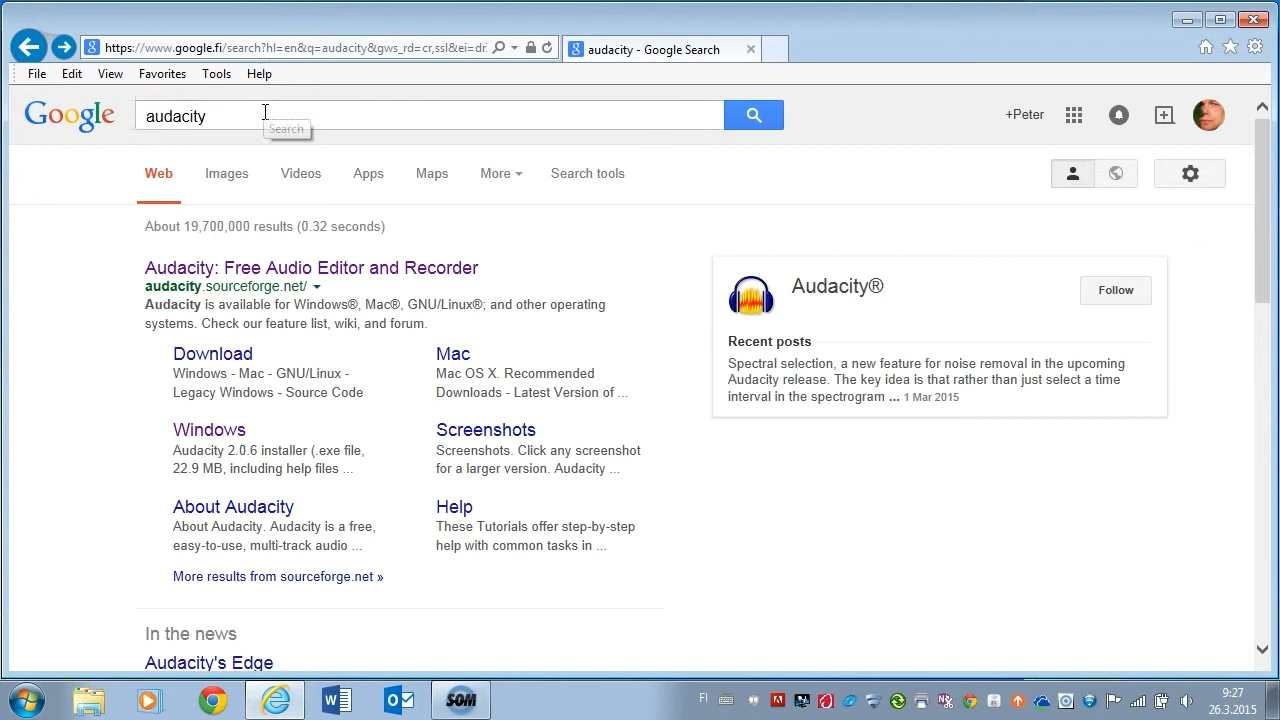 https://www.google.fi/search?hl=en&q=audacity&gws_rd=cr,ssl&ei=dr
audacity - Google Search
File Edit View Favorites Tools Help
Google
audacity
Search
+Peter
Web Images Videos Apps Maps More Search tools
About 19,700,000 results (0.32 seconds)
Audacity: Free Audio Editor and Recorder
audacity.sourceforge.net/
Audacity is available for Windows®, Mac®, GNU/Linux®; and other operating
systems. Check our feature list, wiki, and forum.
Download
Windows - Mac - GNU/Linux -
Legacy Windows - Source Code
Mac
Mac OS X. Recommended
Downloads - Latest Version of ...
Windows
Audacity 2.0.6 installer (.exe file,
22.9 MB, including help files ...
Screenshots
Screenshots. Click any screenshot
for a larger version. Audacity ...
About Audacity
About Audacity. Audacity is a free,
easy-to-use, multi-track audio ...
Help
These Tutorials offer step-by-step
help with common tasks in ...
More results from sourceforge.net »
In the news
Audacity's Edge
Audacity®
Follow
Recent posts
Spectral selection, a new feature for noise removal in the upcoming
Audacity release. The key idea is that rather than just select a time
interval in the spectrogram ... 1 Mar 2015
SOM
FI
9:27
26.3.2015